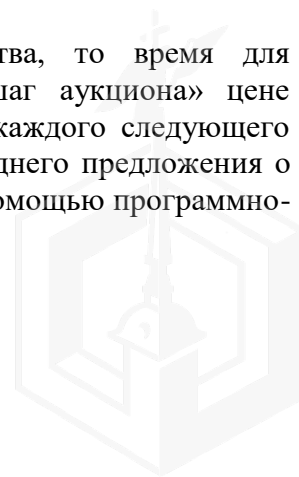 тва, то время для
шаг аукциона» цене
каждого следующего
днего предложения о
омощью программно-